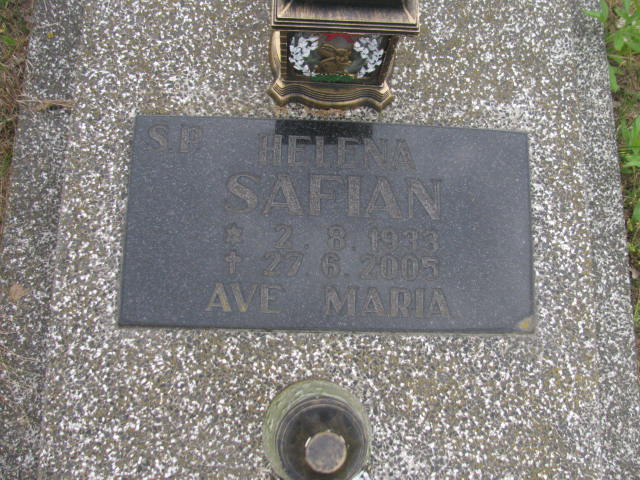 S.P. HELENA
SAFIAN
* 2. 8. 1933
† 27. 6. 2005
AVE MARIA